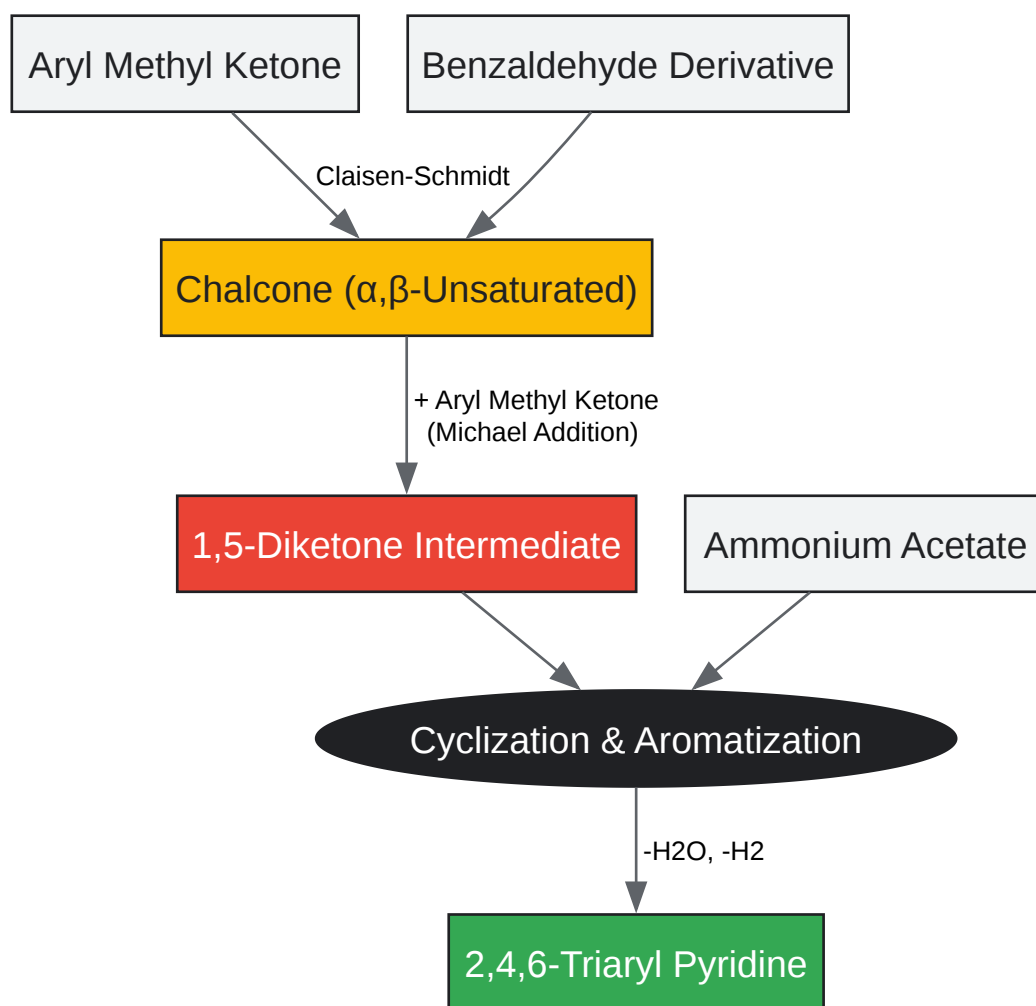 Aryl Methyl Ketone
Benzaldehyde Derivative
Claisen-Schmidt
Chalcone (α,β-Unsaturated)
+ Aryl Methyl Ketone
(Michael Addition)
1,5-Diketone Intermediate
Ammonium Acetate
Cyclization & Aromatization
-H2O, -H2
2,4,6-Triaryl Pyridine